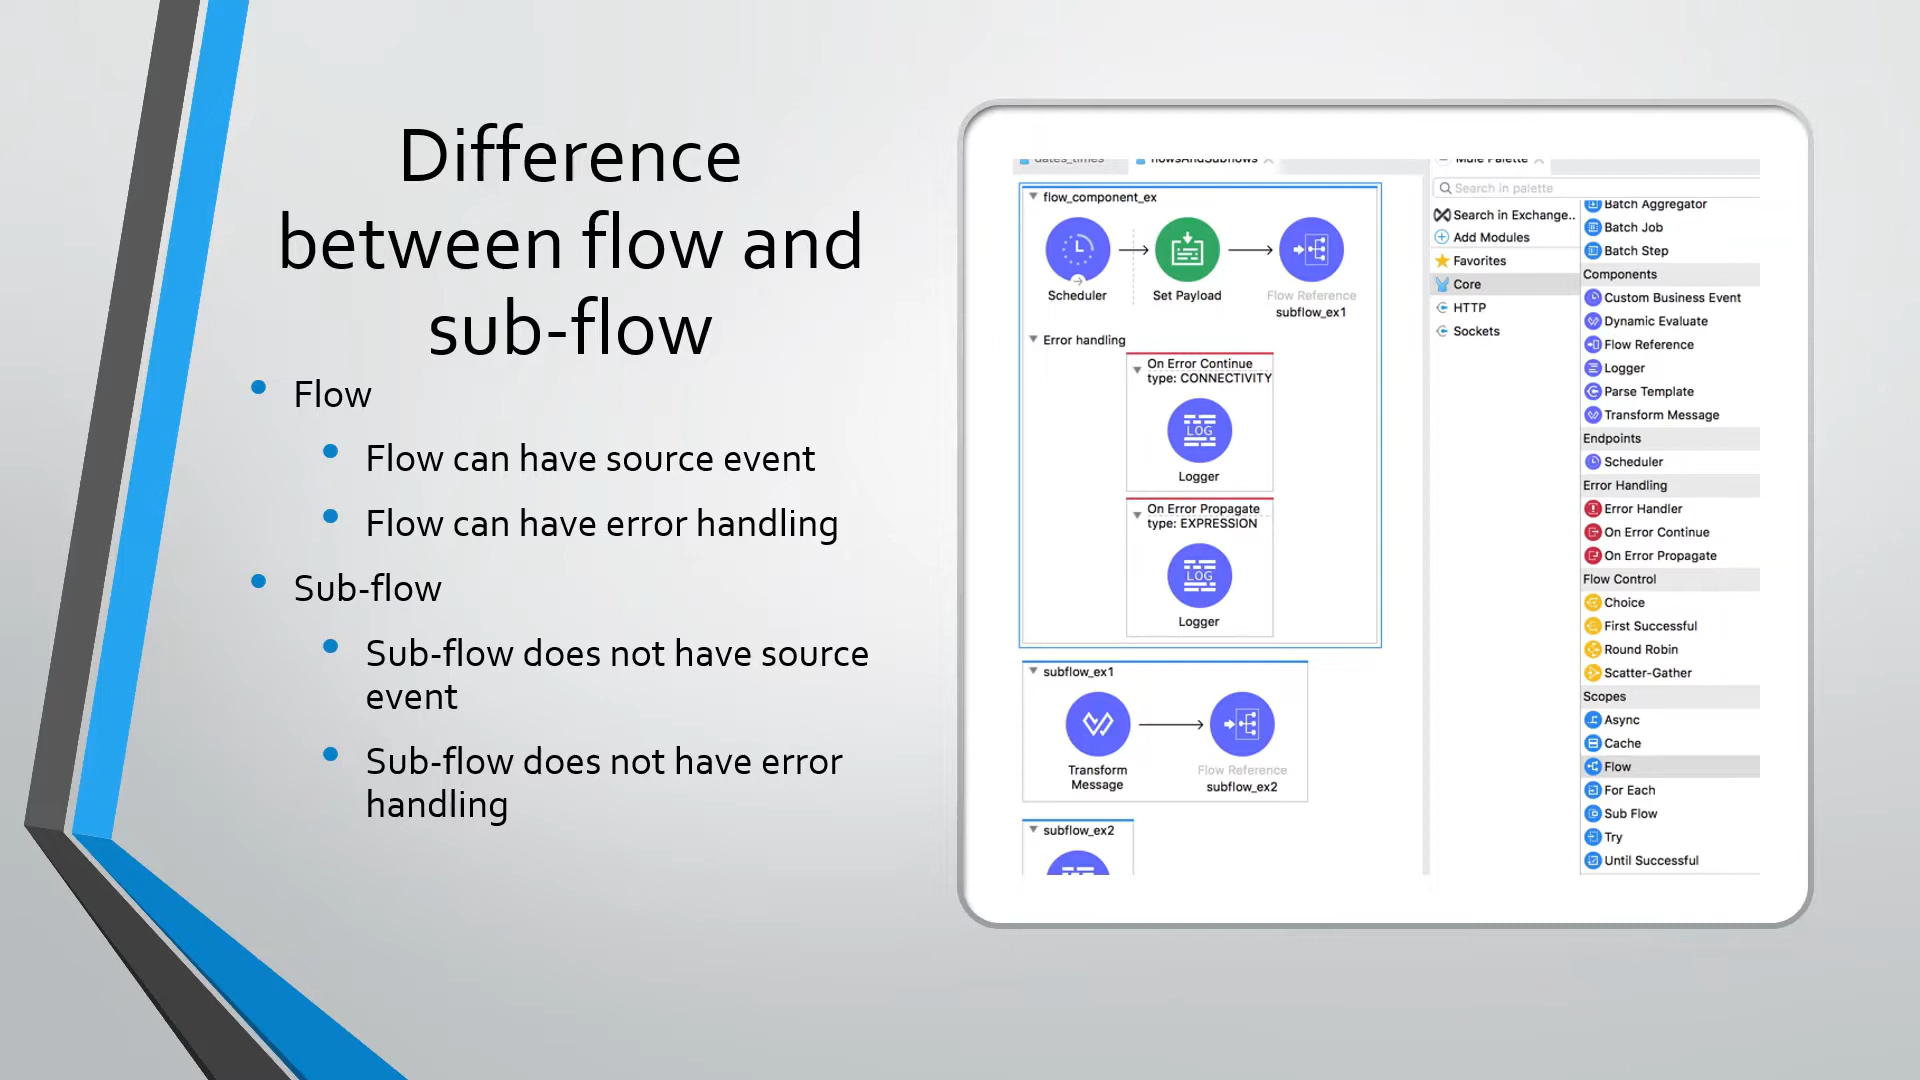 Difference
between flow and
sub-flow
Flow
Flow can have source event
Flow can have error handling
Sub-flow
Sub-flow does not have source
event
Sub-flow does not have error
handling
dates_times
flowsAndSubflows
flow_component_ex
Scheduler
Set Payload
Flow Reference
subflow_ex1
Error handling
On Error Continue
type: CONNECTIVITY
LOG
Logger
On Error Propagate
type: EXPRESSION
LOG
Logger
subflow_ex1
Transform
Message
Flow Reference
subflow_ex2
subflow_ex2
Mule Palette
Search in palette
Search in Exchange..
Add Modules
Favorites
Core
HTTP
Sockets
Batch Aggregator
Batch Job
Batch Step
Components
Custom Business Event
Dynamic Evaluate
Flow Reference
Logger
Parse Template
Transform Message
Endpoints
Scheduler
Error Handling
Error Handler
On Error Continue
On Error Propagate
Flow Control
Choice
First Successful
Round Robin
Scatter-Gather
Scopes
Async
Cache
Flow
For Each
Sub Flow
Try
Until Successful